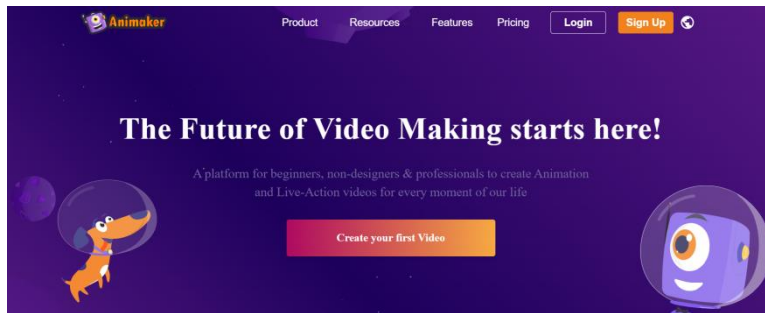 Animaker
Product Resources Features Pricing Login Sign Up
The Future of Video Making starts here!
A platform for beginners, non-designers & professionals to create Animation
and Live-Action videos for every moment of our life
Create your first Video